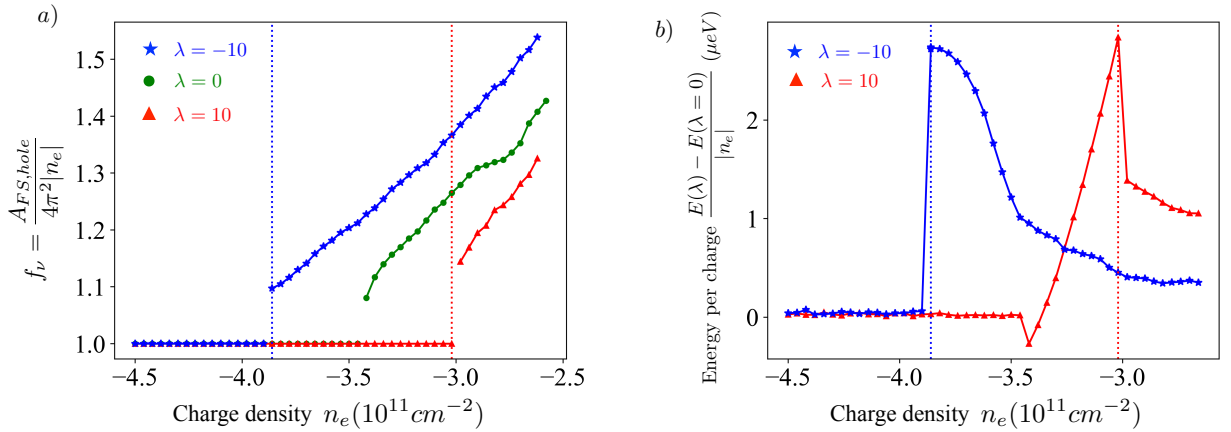 a)
f_ν = A_{FS,hole} / 4π²|n_e|
1.5
1.4
1.3
1.2
1.1
1.0
λ = −10
λ = 0
λ = 10
−4.5 −4.0 −3.5 −3.0 −2.5
Charge density n_e(10^{11}cm^{−2})
b)
Energy per charge E(λ) − E(λ = 0) / |n_e| (μeV)
2
1
0
λ = −10
λ = 10
−4.5 −4.0 −3.5 −3.0
Charge density n_e(10^{11}cm^{−2})